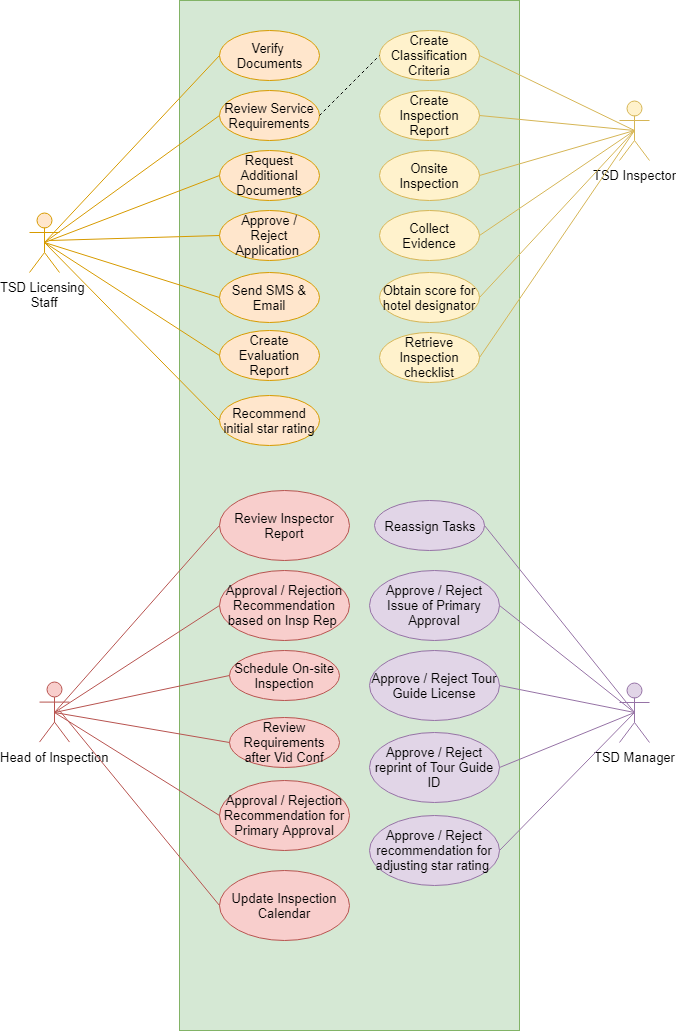 Verify
Documents
Create
Classification
Criteria
Review Service
Requirements
Create
Inspection
Report
TSD Inspector
Request
Additional
Documents
Onsite
Inspection
Approve /
Reject
Application
Collect
Evidence
TSD Licensing
Staff
Send SMS &
Email
Obtain score for
hotel designator
Create
Evaluation
Report
Retrieve
Inspection
checklist
Recommend
initial star rating
Review Inspector
Report
Reassign Tasks
Approval / Rejection
Recommendation
based on Insp Rep
Approve / Reject
Issue of Primary
Approval
Schedule On-site
Inspection
Approve / Reject Tour
Guide License
Head of Inspection
Review
Requirements
after Vid Conf
Approve / Reject
reprint of Tour Guide
ID
TSD Manager
Approval / Rejection
Recommendation for
Primary Approval
Approve / Reject
recommendation for
adjusting star rating
Update Inspection
Calendar